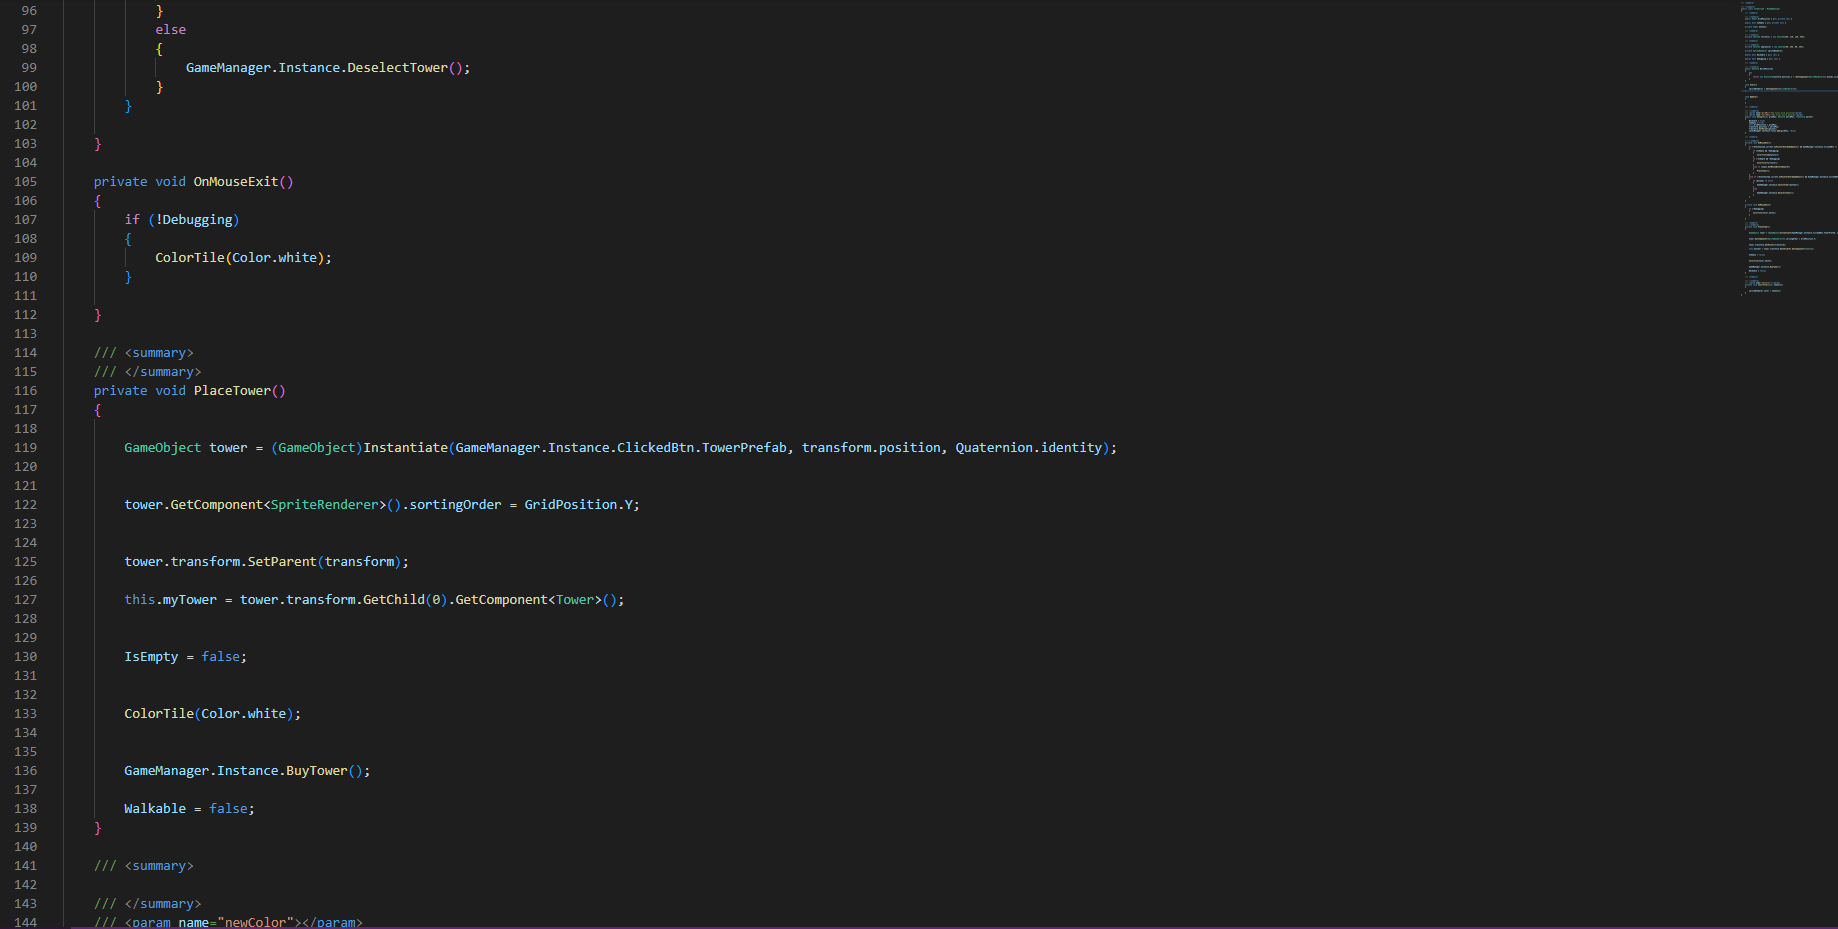 96 }
97 else
98 {
99 GameManager.Instance.DeselectTower();
100 }
101 }
102
103 }
104
105 private void OnMouseExit()
106 {
107 if (!Debugging)
108 {
109 ColorTile(Color.white);
110 }
111
112 }
113
114 /// <summary>
115 /// </summary>
116 private void PlaceTower()
117 {
118
119 GameObject tower = (GameObject)Instantiate(GameManager.Instance.ClickedBtn.TowerPrefab, transform.position, Quaternion.identity);
120
121
122 tower.GetComponent<SpriteRenderer>().sortingOrder = GridPosition.Y;
123
124
125 tower.transform.SetParent(transform);
126
127 this.myTower = tower.transform.GetChild(0).GetComponent<Tower>();
128
129
130 IsEmpty = false;
131
132
133 ColorTile(Color.white);
134
135
136 GameManager.Instance.BuyTower();
137
138 Walkable = false;
139 }
140
141 /// <summary>
142
143 /// </summary>
144 /// <param name="newColor"></param>